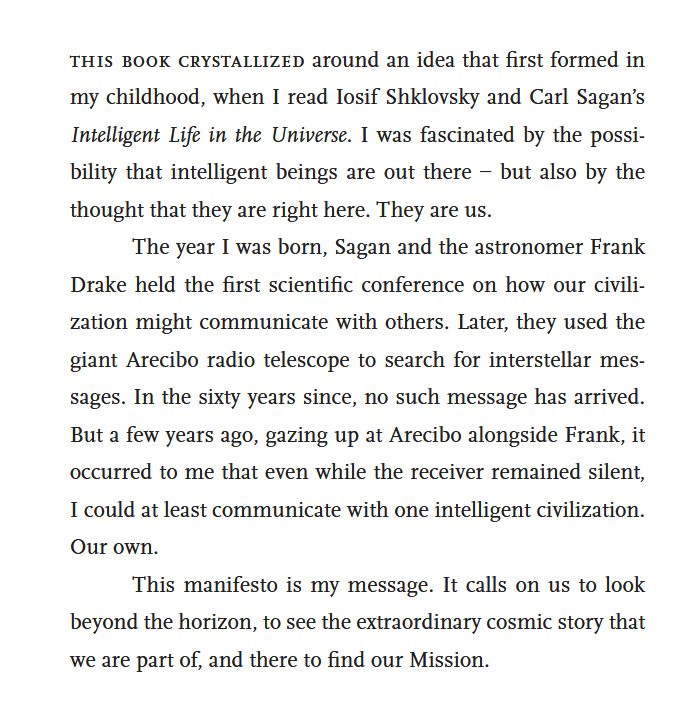 THIS BOOK CRYSTALLIZED around an idea that first formed in
my childhood, when I read Iosif Shklovsky and Carl Sagan’s
Intelligent Life in the Universe. I was fascinated by the possi-
bility that intelligent beings are out there – but also by the
thought that they are right here. They are us.
The year I was born, Sagan and the astronomer Frank
Drake held the first scientific conference on how our civili-
zation might communicate with others. Later, they used the
giant Arecibo radio telescope to search for interstellar mes-
sages. In the sixty years since, no such message has arrived.
But a few years ago, gazing up at Arecibo alongside Frank, it
occurred to me that even while the receiver remained silent,
I could at least communicate with one intelligent civilization.
Our own.
This manifesto is my message. It calls on us to look
beyond the horizon, to see the extraordinary cosmic story that
we are part of, and there to find our Mission.